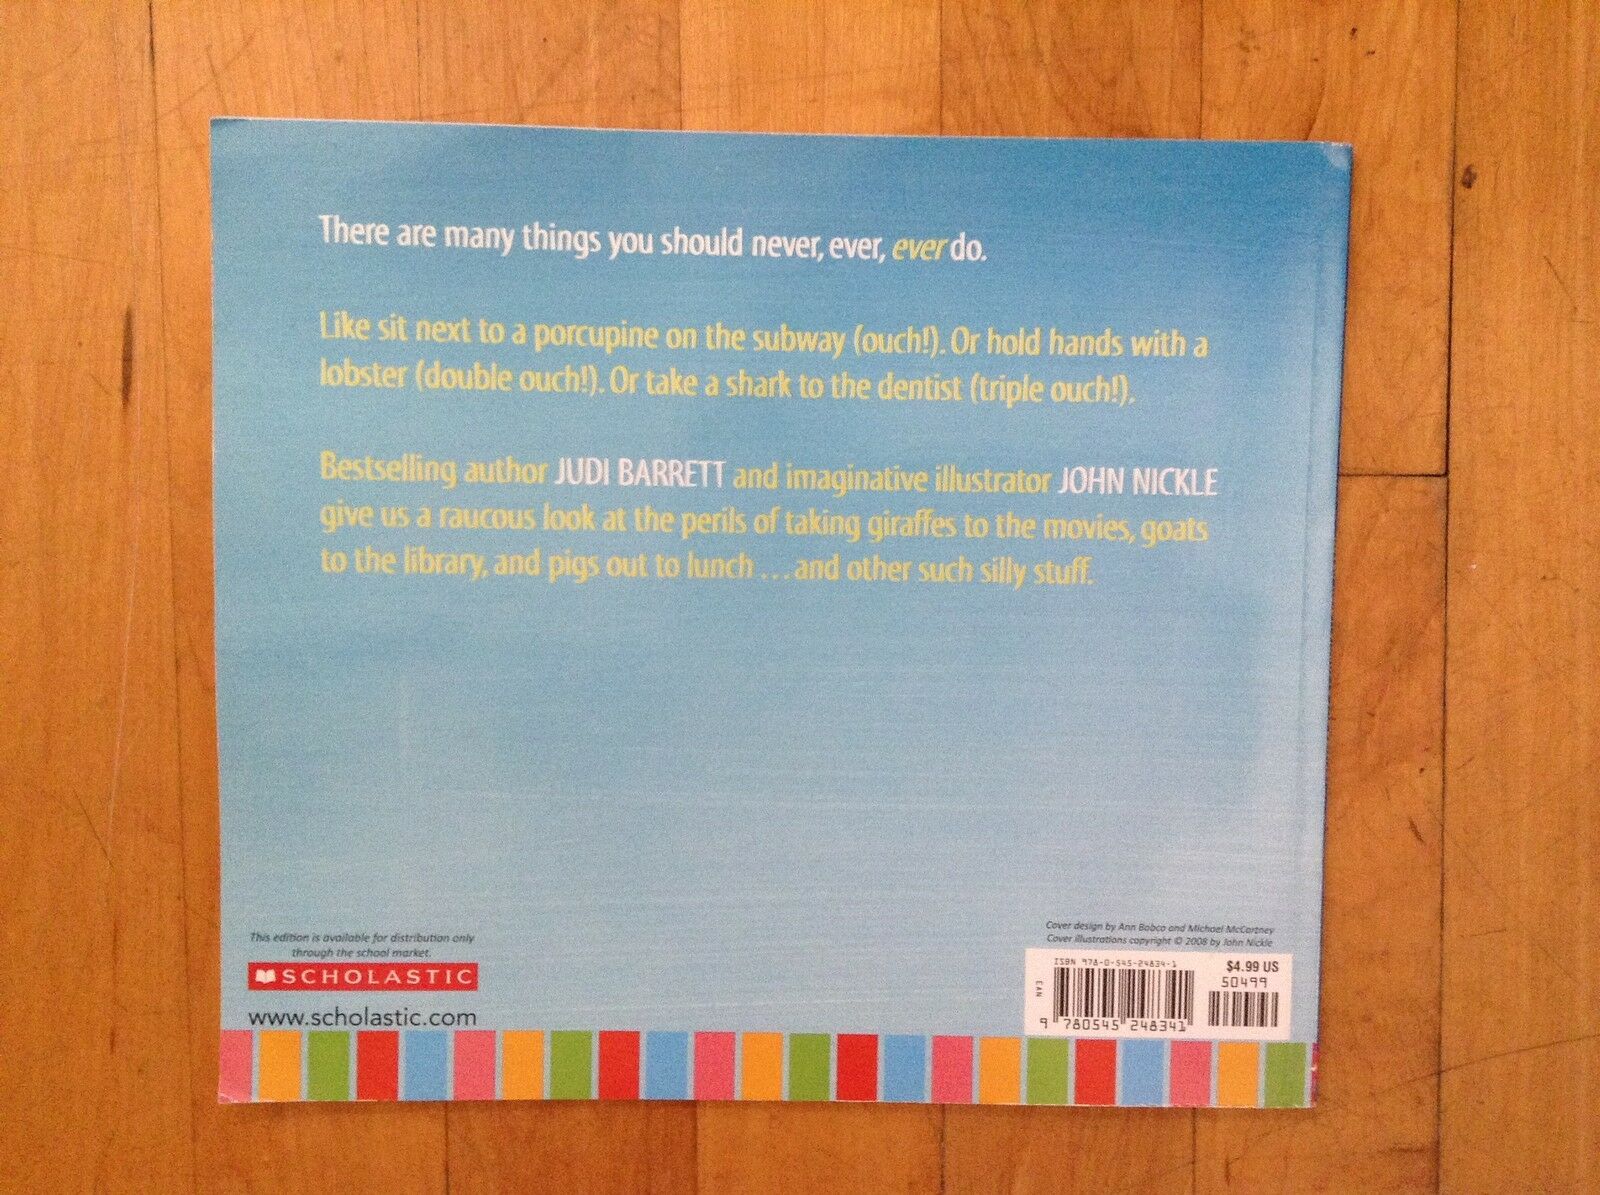 There are many things you should never, ever, ever do.
Like sit next to a porcupine on the subway (ouch!). Or hold hands with a
lobster (double ouch!). Or take a shark to the dentist (triple ouch!).
Bestselling author JUDI BARRETT and imaginative illustrator JOHN NICKLE
give us a raucous look at the perils of taking giraffes to the movies, goats
to the library, and pigs out to lunch ... and other such silly stuff.
This edition is available for distribution only
through the school market.
SCHOLASTIC
www.scholastic.com
Cover design by Ann Bobco and Michael McCartney
Cover illustrations copyright © 2008 by John Nickle
ISBN 978-0-545-24834-1
$4.99 US
50499
EAN
9 780545 248341